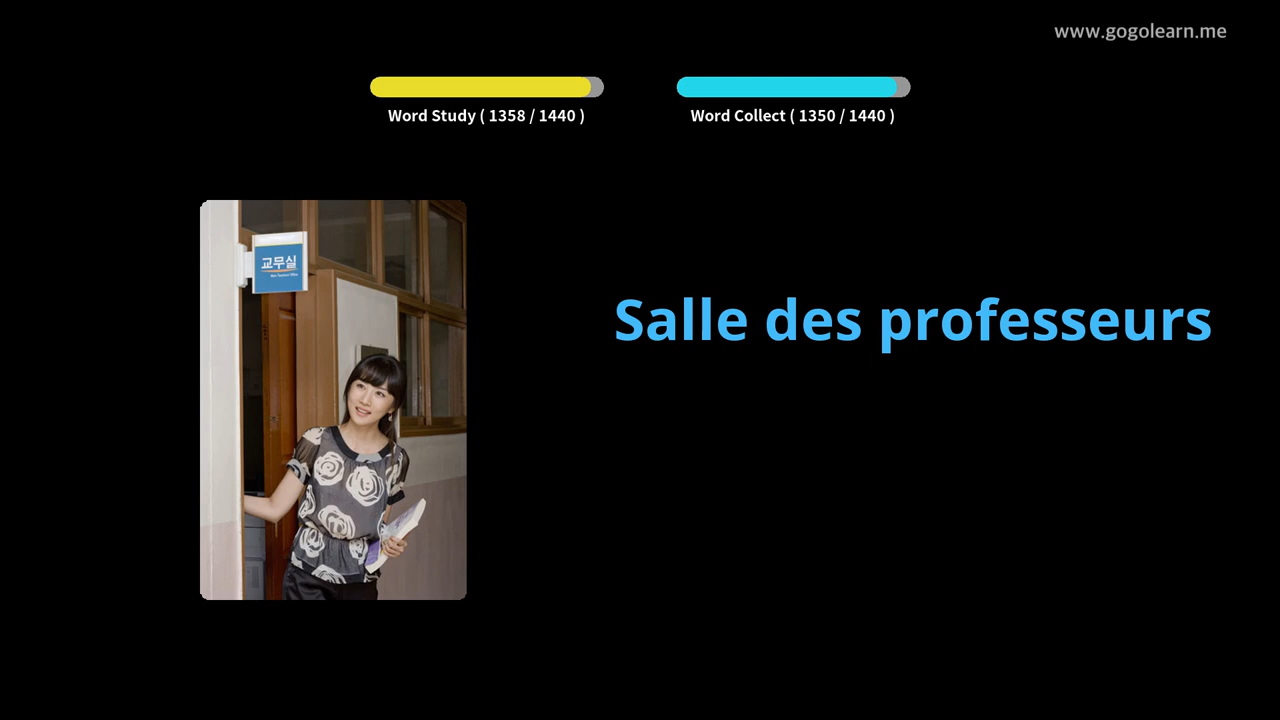 www.gogolearn.me
Word Study ( 1358 / 1440 )
Word Collect ( 1350 / 1440 )
교무실
Salle des professeurs